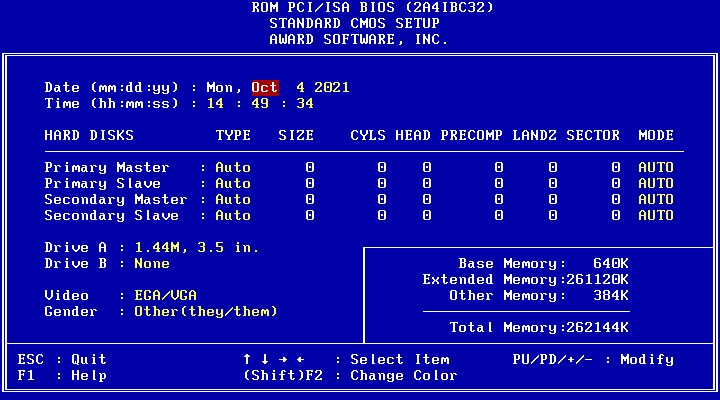 ROM PCI/ISA BIOS (2A4IBC32)
STANDARD CMOS SETUP
AWARD SOFTWARE, INC.
Date (mm:dd:yy) : Mon, Oct  4 2021
Time (hh:mm:ss) : 14 : 49 : 34
HARD DISKS TYPE SIZE CYLS HEAD PRECOMP LANDZ SECTOR MODE
Primary Master : Auto 0 0 0 0 0 0 AUTO
Primary Slave : Auto 0 0 0 0 0 0 AUTO
Secondary Master : Auto 0 0 0 0 0 0 AUTO
Secondary Slave : Auto 0 0 0 0 0 0 AUTO
Drive A : 1.44M, 3.5 in.
Drive B : None
Video : EGA/VGA
Gender : Other(they/them)
Base Memory: 640K
Extended Memory:261120K
Other Memory: 384K
Total Memory:262144K
ESC : Quit ↑ ↓ → ← : Select Item PU/PD/+/- : Modify
F1 : Help (Shift)F2 : Change Color